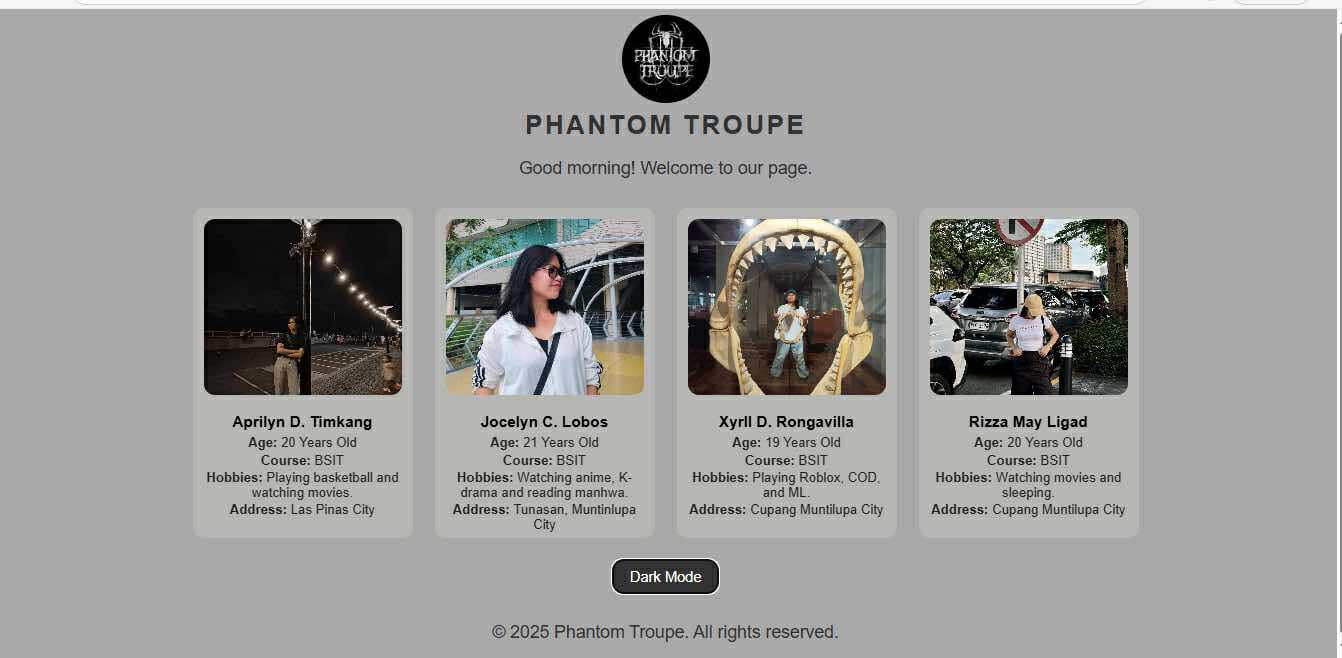 PHANTOM
TROUPE
PHANTOM TROUPE
Good morning! Welcome to our page.
Aprilyn D. Timkang
Age: 20 Years Old
Course: BSIT
Hobbies: Playing basketball and
watching movies.
Address: Las Pinas City
Jocelyn C. Lobos
Age: 21 Years Old
Course: BSIT
Hobbies: Watching anime, K-
drama and reading manhwa.
Address: Tunasan, Muntinlupa
City
Xyrll D. Rongavilla
Age: 19 Years Old
Course: BSIT
Hobbies: Playing Roblox, COD,
and ML.
Address: Cupang Muntilupa City
Rizza May Ligad
Age: 20 Years Old
Course: BSIT
Hobbies: Watching movies and
sleeping.
Address: Cupang Muntilupa City
Dark Mode
© 2025 Phantom Troupe. All rights reserved.